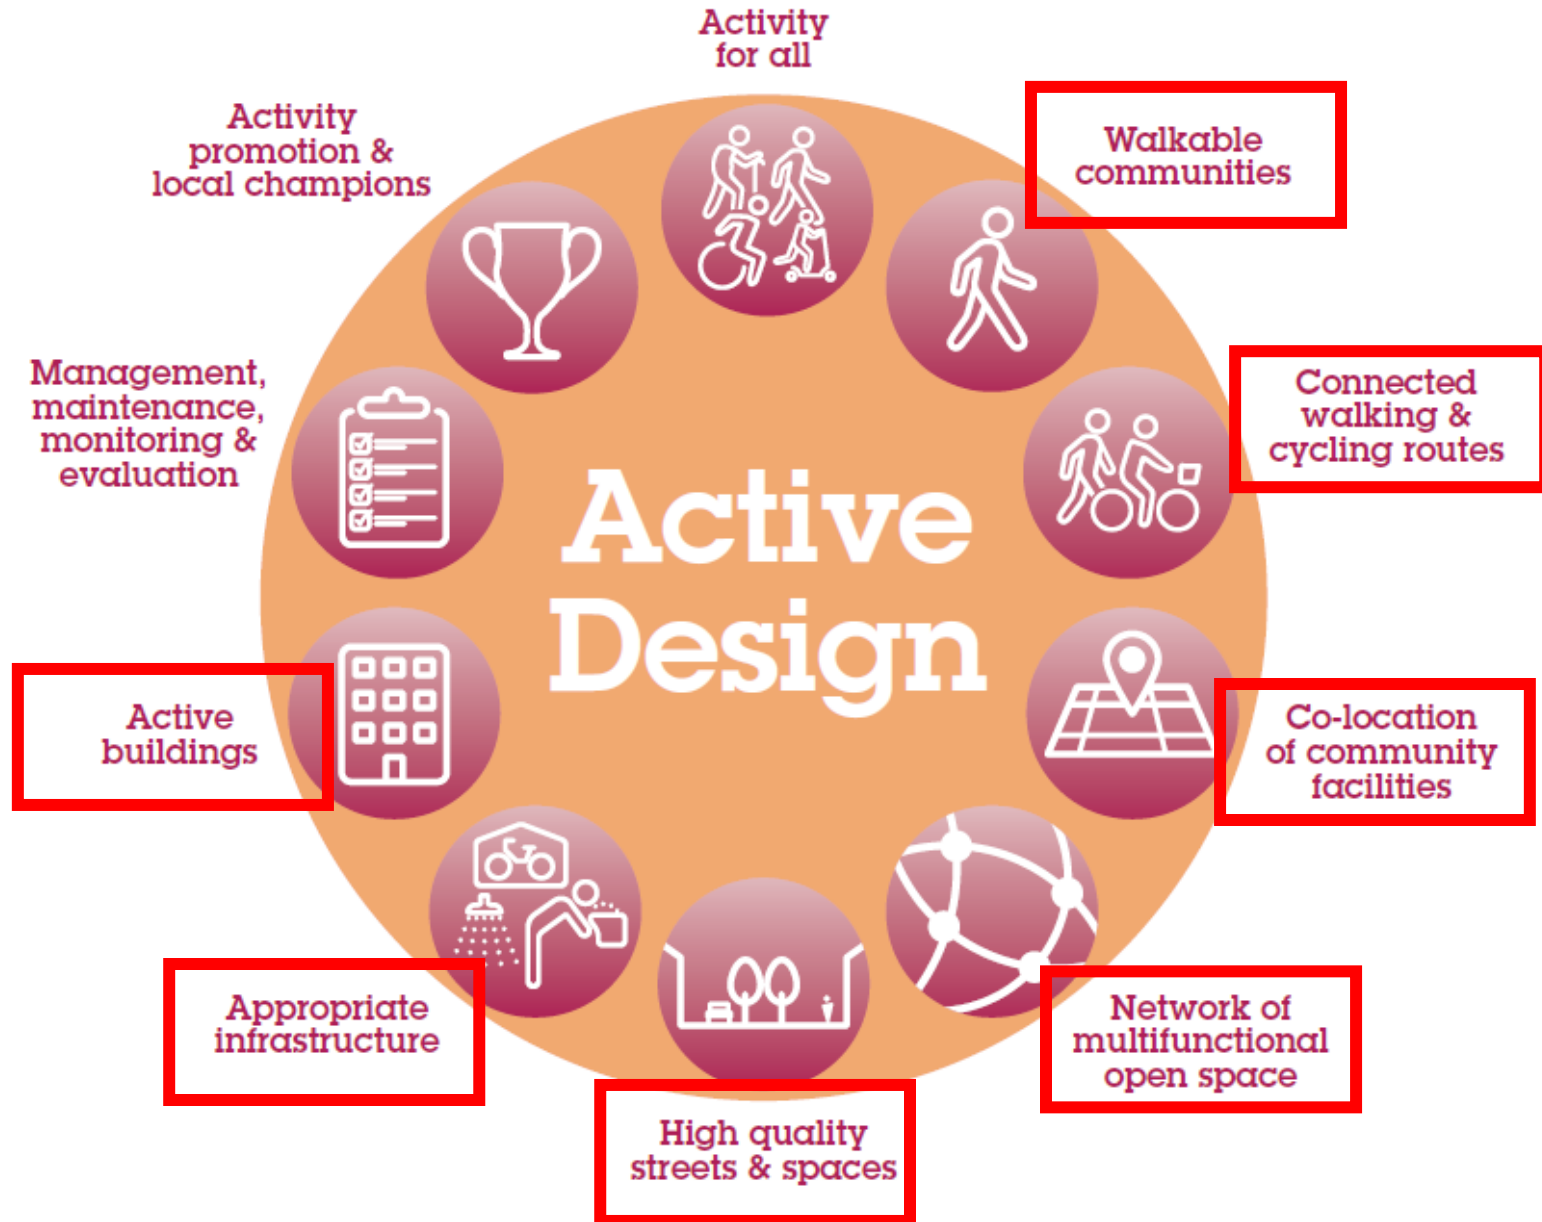 Activity
for all
Walkable
communities
Connected
walking &
cycling routes
Co-location
of community
facilities
Network of
multifunctional
open space
High quality
streets & spaces
Appropriate
infrastructure
Active
buildings
Management,
maintenance,
monitoring &
evaluation
Activity
promotion &
local champions
Active
Design